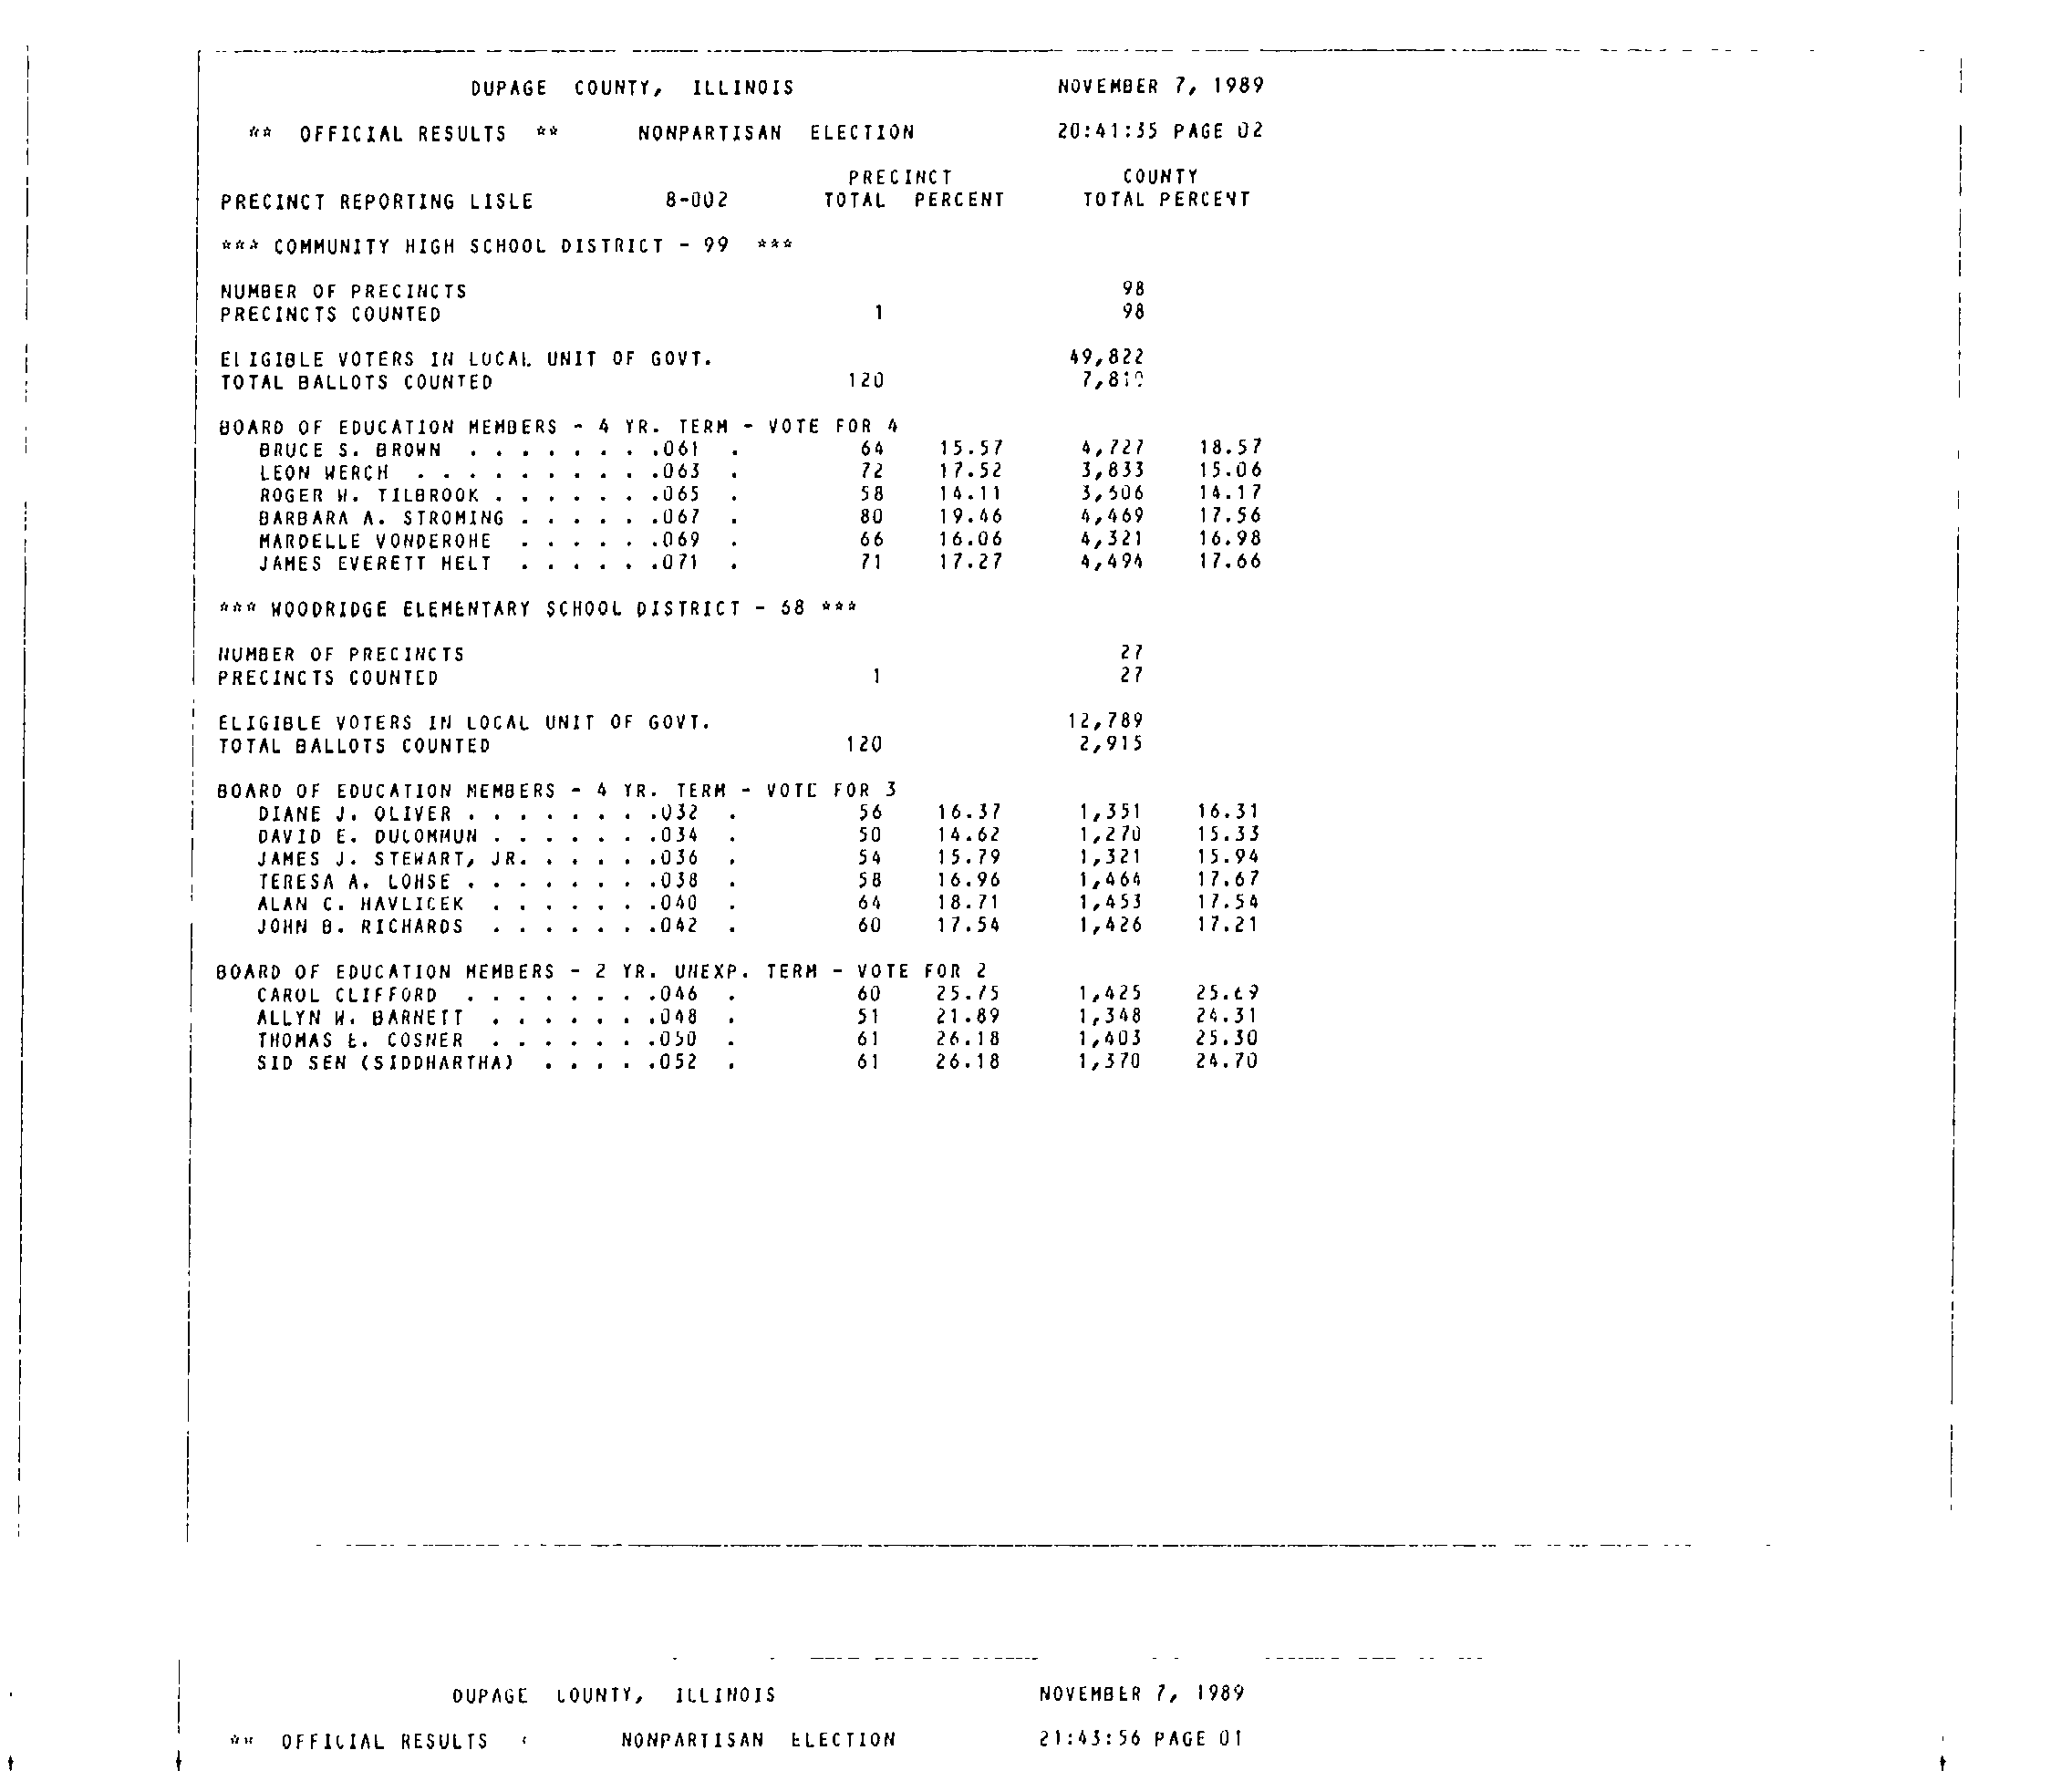 DUPAGE COUNTY, ILLINOIS NOVEMBER 7, 1989
** OFFICIAL RESULTS ** NONPARTISAN ELECTION 20:41:35 PAGE 02
PRECINCT COUNTY
PRECINCT REPORTING LISLE 8-002 TOTAL PERCENT TOTAL PERCENT
*** COMMUNITY HIGH SCHOOL DISTRICT - 99 ***
NUMBER OF PRECINCTS 98
PRECINCTS COUNTED 1 98
ELIGIBLE VOTERS IN LOCAL UNIT OF GOVT. 49,822
TOTAL BALLOTS COUNTED 120
BOARD OF EDUCATION MEMBERS - 4 YR. TERM - VOTE FOR 4
BRUCE S. BROWN . . . . . . . .061 . 64 15.57 4,727 18.57
LEON WERCH . . . . . . . . . .063 . 72 17.52 3,833 15.06
ROGER W. TILBROOK . . . . . . .065 . 58 14.11 3,606 14.17
BARBARA A. STROMING . . . . . .067 . 80 19.46 4,469 17.56
MARDELLE VONDEROHE . . . . . .069 . 66 16.06 4,321 16.98
JAMES EVERETT HELT . . . . . .071 . 71 17.27 4,494 17.66
*** WOODRIDGE ELEMENTARY SCHOOL DISTRICT - 68 ***
NUMBER OF PRECINCTS 27
PRECINCTS COUNTED 1 27
ELIGIBLE VOTERS IN LOCAL UNIT OF GOVT. 12,789
TOTAL BALLOTS COUNTED 120 2,915
BOARD OF EDUCATION MEMBERS - 4 YR. TERM - VOTE FOR 3
DIANE J. OLIVER . . . . . . . .032 . 56 16.37 1,351 16.31
DAVID E. DULOMMUN . . . . . . .034 . 50 14.62 1,270 15.33
JAMES J. STEWART, JR. . . . . .036 . 54 15.79 1,321 15.94
TERESA A. LOHSE . . . . . . . .038 . 58 16.96 1,464 17.67
ALAN C. HAVLICEK . . . . . . .040 . 64 18.71 1,453 17.54
JOHN B. RICHARDS . . . . . . .042 . 60 17.54 1,426 17.21
BOARD OF EDUCATION MEMBERS - 2 YR. UNEXP. TERM - VOTE FOR 2
CAROL CLIFFORD . . . . . . . .046 . 60 25.75 1,425 25.69
ALLYN W. BARNETT . . . . . . .048 . 51 21.89 1,348 24.31
THOMAS E. COSNER . . . . . . .050 . 61 26.18 1,403 25.30
SID SEN (SIDDHARTHA) . . . . .052 . 61 26.18 1,370 24.70
DUPAGE COUNTY, ILLINOIS NOVEMBER 7, 1989
** OFFICIAL RESULTS NONPARTISAN ELECTION 21:43:56 PAGE 01